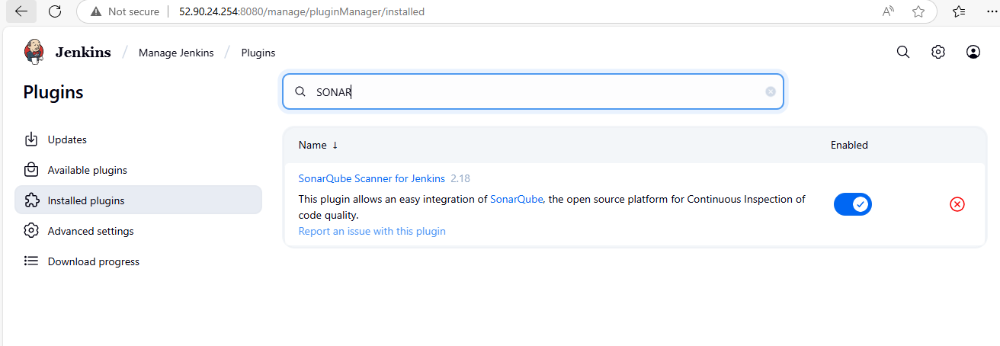 Not secure 52.90.24.254:8080/manage/pluginManager/installed
Jenkins / Manage Jenkins / Plugins
Plugins
SONAR
Updates
Available plugins
Installed plugins
Advanced settings
Download progress
Name ↓ Enabled
SonarQube Scanner for Jenkins 2.18
This plugin allows an easy integration of SonarQube, the open source platform for Continuous Inspection of
code quality.
Report an issue with this plugin